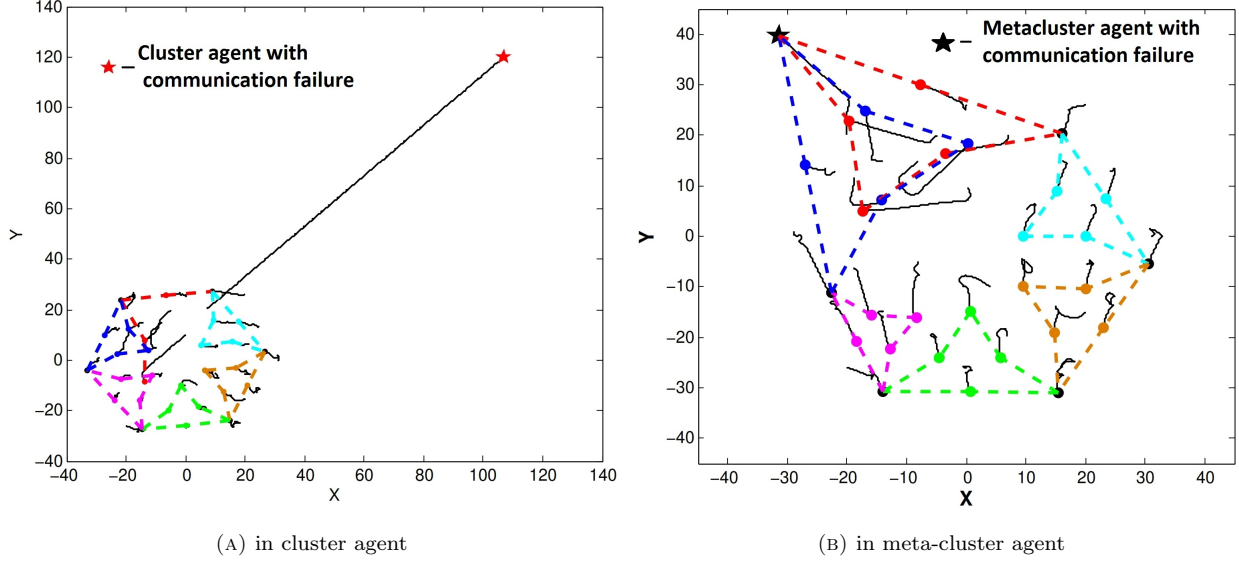 140
120
100
80
60
40
20
0
−20
−40
Y
Cluster agent with
communication failure
−40 −20 0 20 40 60 80 100 120 140
X
(A) in cluster agent
40
30
20
10
0
−10
−20
−30
−40
Y
Metacluster agent with
communication failure
−40 −30 −20 −10 0 10 20 30 40
X
(B) in meta-cluster agent